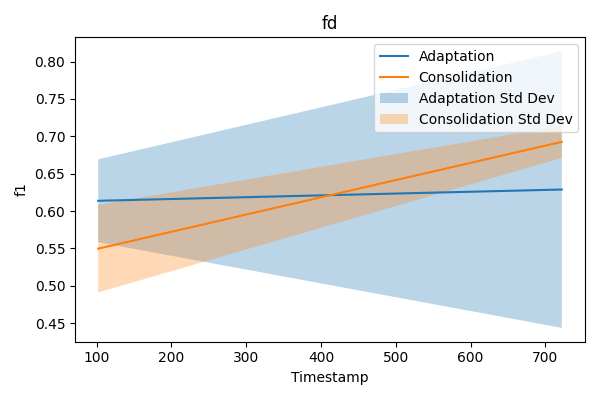 fd
Adaptation
Consolidation
Adaptation Std Dev
Consolidation Std Dev
f1
0.80
0.75
0.70
0.65
0.60
0.55
0.50
0.45
100 200 300 400 500 600 700
Timestamp